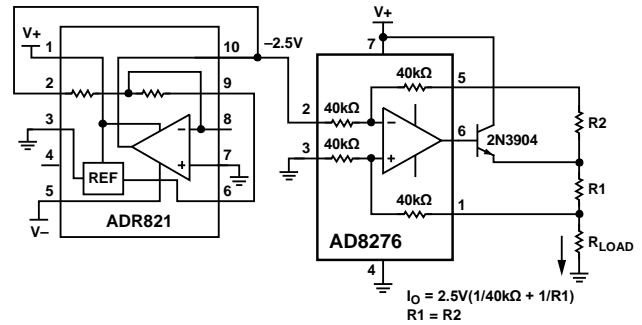 V+
1
2
3
4
5
V–
REF
ADR821
10
9
8
7
6
–
+
–2.5V
V+
7
2
3
40kΩ
40kΩ
40kΩ
40kΩ
–
+
5
6
1
4
AD8276
2N3904
R2
R1
RLOAD
IO = 2.5V(1/40kΩ + 1/R1)
R1 = R2